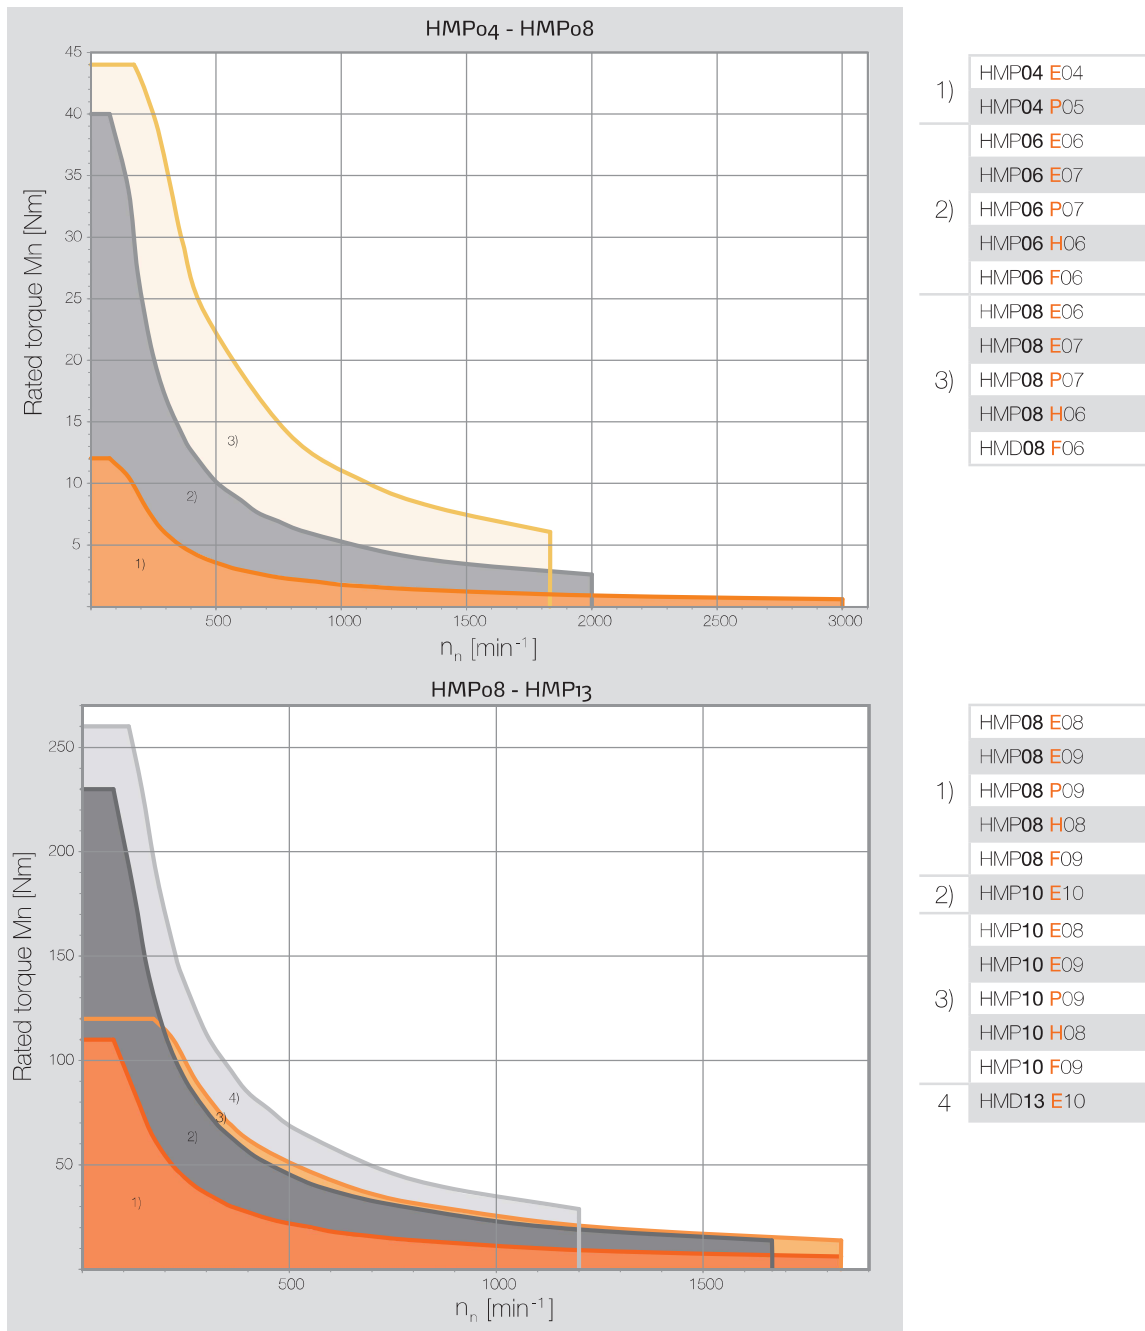 HMP04 - HMP08
Rated torque Mn [Nm]
45
40
35
30
25
20
15
10
5
3)
2)
1)
500
1000
1500
2000
2500
3000
nn [min-1]
1)
HMP04 E04
HMP04 P05
2)
HMP06 E06
HMP06 E07
HMP06 P07
HMP06 H06
HMP06 F06
3)
HMP08 E06
HMP08 E07
HMP08 P07
HMP08 H06
HMD08 F06
HMP08 - HMP13
Rated torque Mn [Nm]
250
200
150
100
50
4)
3)
2)
1)
500
1000
1500
nn [min-1]
1)
HMP08 E08
HMP08 E09
HMP08 P09
HMP08 H08
HMP08 F09
2)
HMP10 E10
3)
HMP10 E08
HMP10 E09
HMP10 P09
HMP10 H08
HMP10 F09
4
HMD13 E10